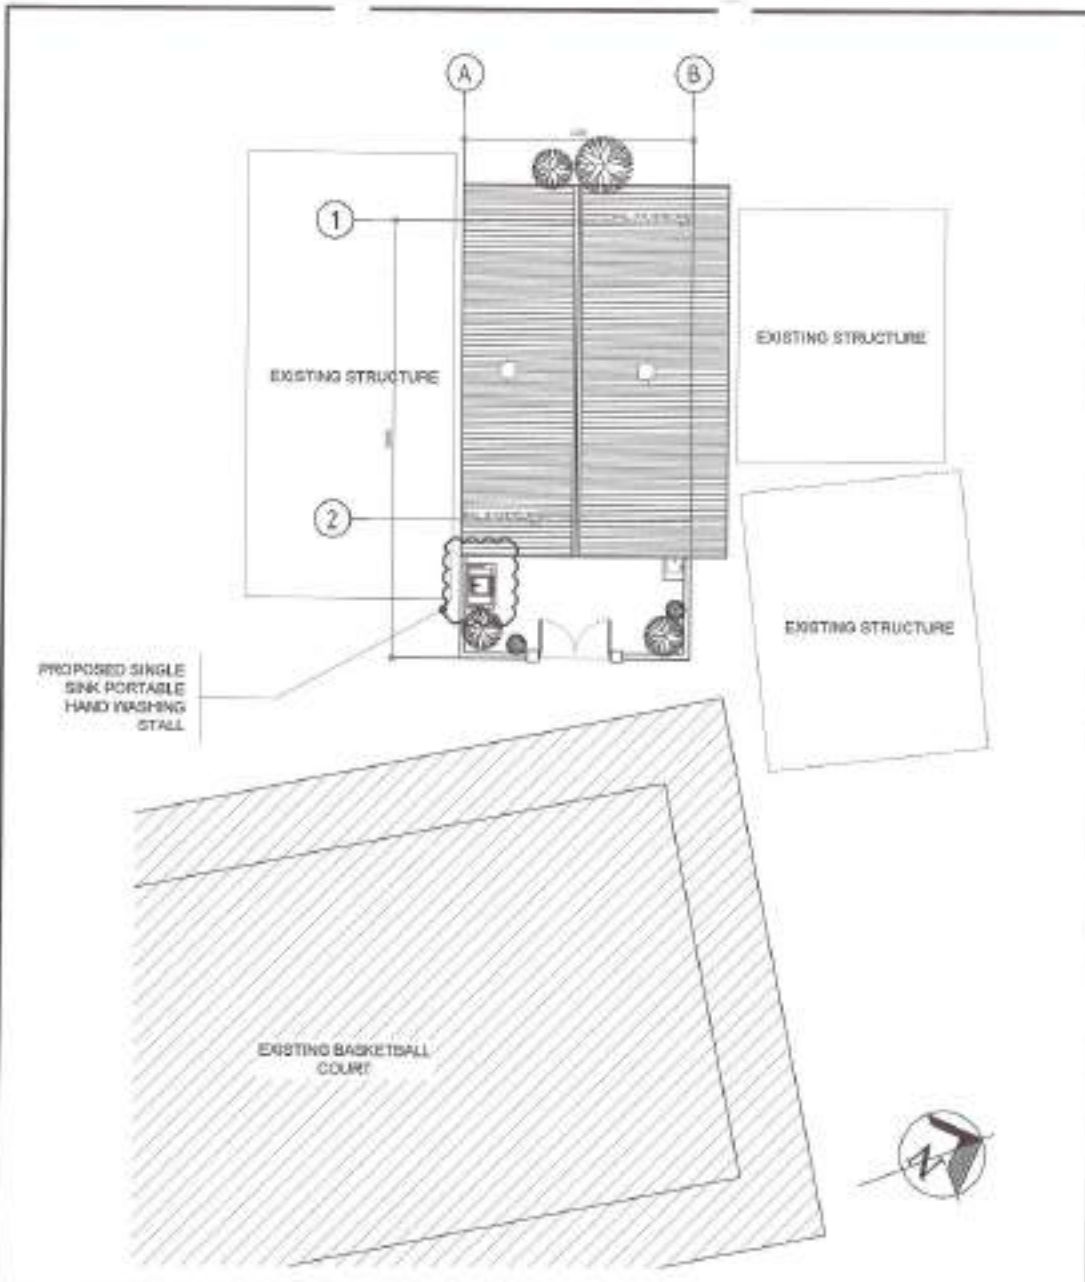 A
B
1
EXISTING STRUCTURE
EXISTING STRUCTURE
2
EXISTING STRUCTURE
PROPOSED SINGLE
SINK PORTABLE
HAND WASHING
STALL
EXISTING BASKETBALL
COURT
N